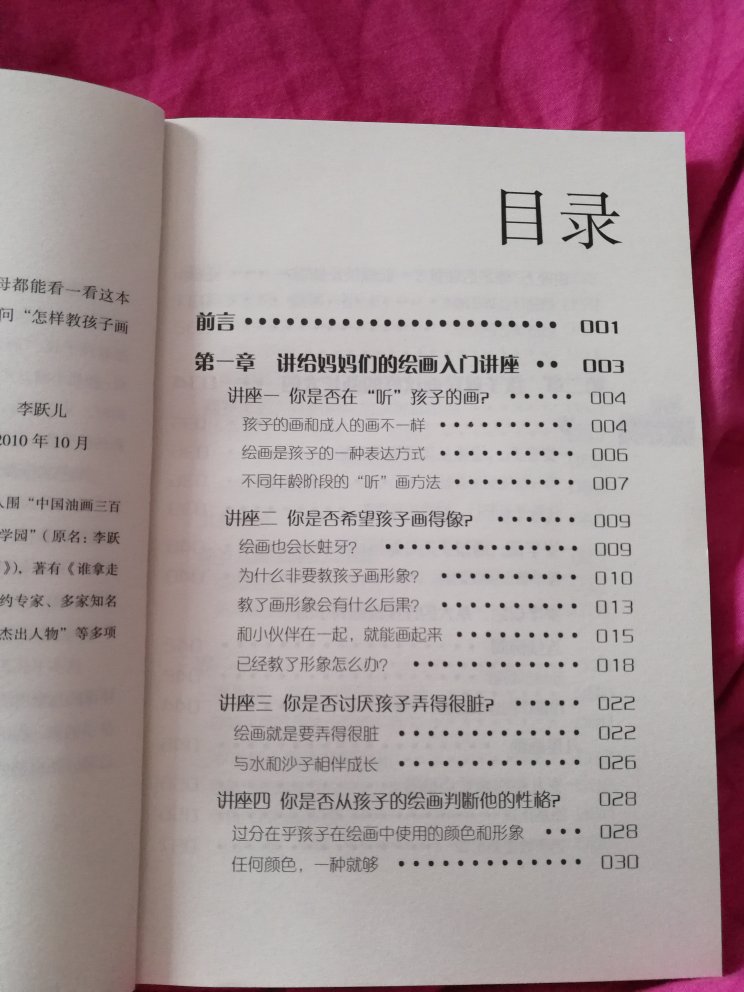 母都能看一看这本
问“怎样教孩子画
李跃儿
2010年10月
人围“中国油画三百
学园”（原名：李跃
》），著有《谁拿走
约专家、多家知名
杰出人物”等多项
目录
前言 ························ 001
第一章 讲给妈妈们的绘画入门讲座 ·· 003
讲座一 你是否在“听”孩子的画？ ····· 004
孩子的画和成人的画不一样 ·········· 004
绘画是孩子的一种表达方式 ·········· 006
不同年龄阶段的“听”画方法 ········· 007
讲座二 你是否希望孩子画得像？ ······ 009
绘画也会长蛀牙？ ··············· 009
为什么非要教孩子画形象？ ··········· 010
教了画形象会有什么后果？ ··········· 013
和小伙伴在一起，就能画起来 ·········· 015
已经教了形象怎么办？ ············· 018
讲座三 你是否讨厌孩子弄得很脏？ ····· 022
绘画就是要弄得很脏 ·············· 022
与水和沙子相伴成长 ·············· 026
讲座四 你是否从孩子的绘画判断他的性格？ 028
过分在乎孩子在绘画中使用的颜色和形象 ··· 028
任何颜色，一种就够 ·············· 030